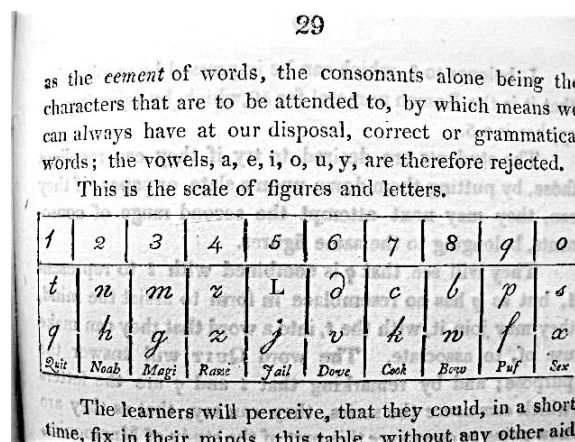 29
as the cement of words, the consonants alone being the
characters that are to be attended to, by which means we
can always have at our disposal, correct or grammatica
words; the vowels, a, e, i, o, u, y, are therefore rejected.
This is the scale of figures and letters.
1 2 3 4 5 6 7 8 9 0
t n m r L d c b p s
q h g z j v k w f x
Quit Noah Magi Raze Jail Dove Cook Bow Puf Sex
The learners will perceive, that they could, in a short
time, fix in their minds, this table, without any other aid